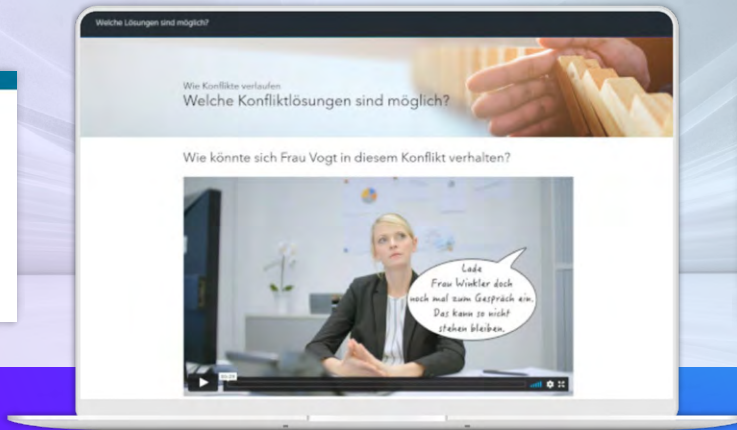 Welche Lösungen sind möglich?
Wie Konflikte verlaufen
Welche Konfliktlösungen sind möglich?
Wie könnte sich Frau Vogt in diesem Konflikt verhalten?
Lade
Frau Winkler doch
noch mal zum Gespräch ein.
Das kann so nicht
stehen bleiben.